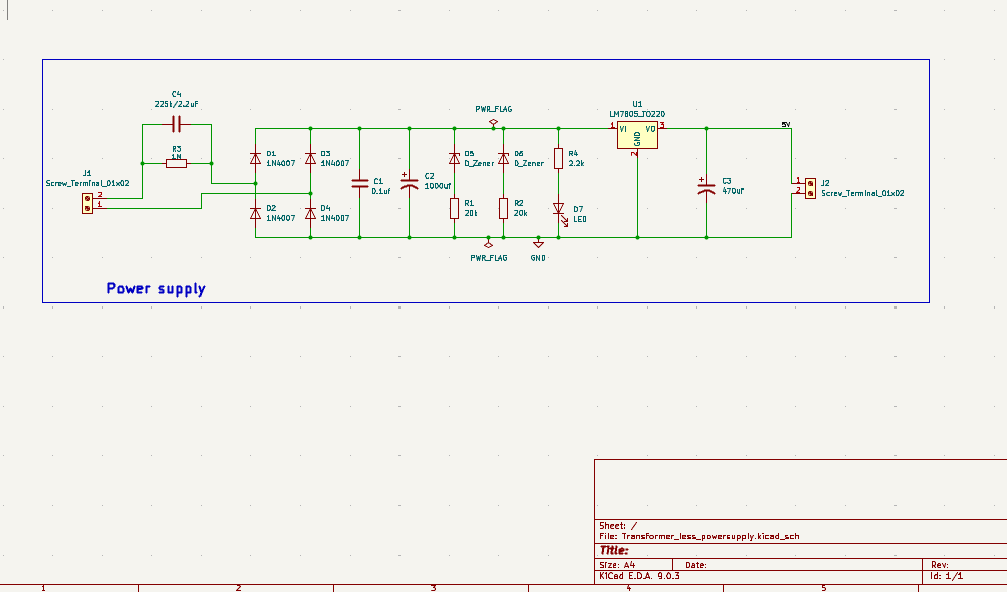 C4
225k/2.2uF
R3
1M
J1
Screw_Terminal_01x02
2
1
D1
1N4007
D3
1N4007
D2
1N4007
D4
1N4007
C1
0.1uf
C2
1000uf
PWR_FLAG
D5
D_Zener
D6
D_Zener
R1
20k
R2
20k
R4
2.2k
D7
LED
PWR_FLAG
GND
U1
LM7805_TO220
1
VI
VO
3
GND
2
C3
470uf
5V
1
2
J2
Screw_Terminal_01x02
Power supply
Sheet: /
File: Transformer_less_powersupply.kicad_sch
Title:
Size: A4
Date:
Rev:
KiCad E.D.A. 9.0.3
Id: 1/1
1
2
3
4
5